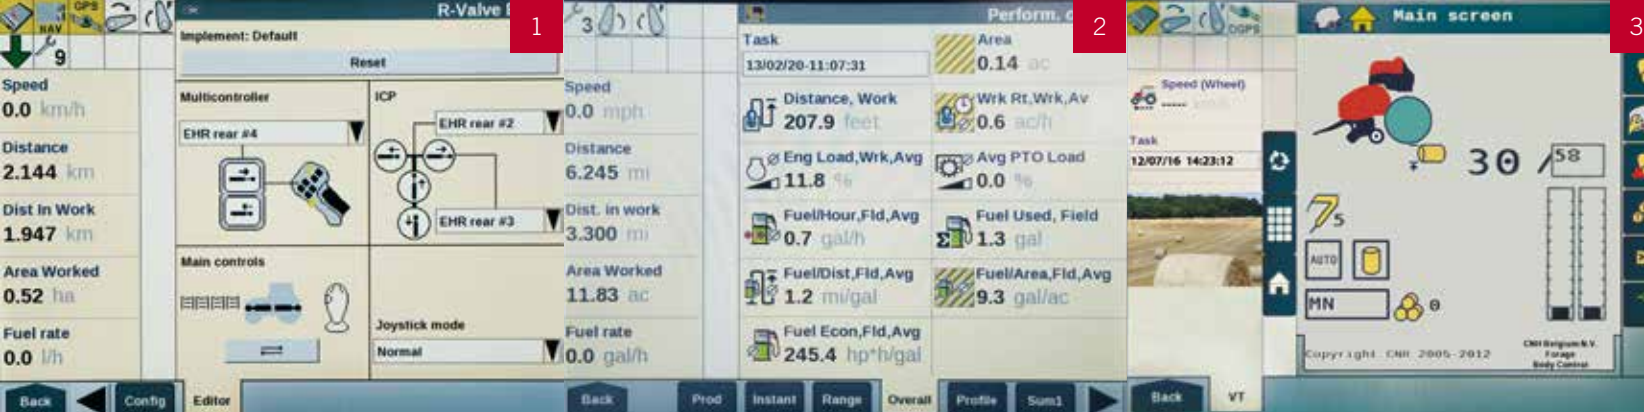 GPS
NAV
9
Speed
0.0 km/h
Distance
2.144 km
Dist In Work
1.947 km
Area Worked
0.52 ha
Fuel rate
0.0 l/h
Back
Config
Editor
R-Valve
1
Implement: Default
Reset
Multicontroller
EHR rear #4
ICP
EHR rear #2
EHR rear #3
Main controls
Joystick mode
Normal
3
Speed
0.0 mph
Distance
6.245 mi
Dist. in work
3.300 mi
Area Worked
11.83 ac
Fuel rate
0.0 gal/h
Back
Perform.
2
Task
13/02/20-11:07:31
Area
0.14 ac
Distance, Work
207.9 feet
Wrk Rt,Wrk,Av
0.6 ac/h
Eng Load,Wrk,Avg
11.8 %
Avg PTO Load
0.0 %
Fuel/Hour,Fld,Avg
0.7 gal/h
Fuel Used, Field
1.3 gal
Fuel/Dist,Fld,Avg
1.2 mi/gal
Fuel/Area,Fld,Avg
9.3 gal/ac
Fuel Econ,Fld,Avg
245.4 hp*h/gal
Prod
Instant
Range
Overall
Profile
Sum1
DGPS
Speed (Wheel)
----- km/h
Task
12/07/16 14:23:12
Back
VT
Main screen
3
30 /58
5
AUTO
MN
0
Copyright CNH 2005-2012
CNH Belgium N.V.
Forage
Body Control